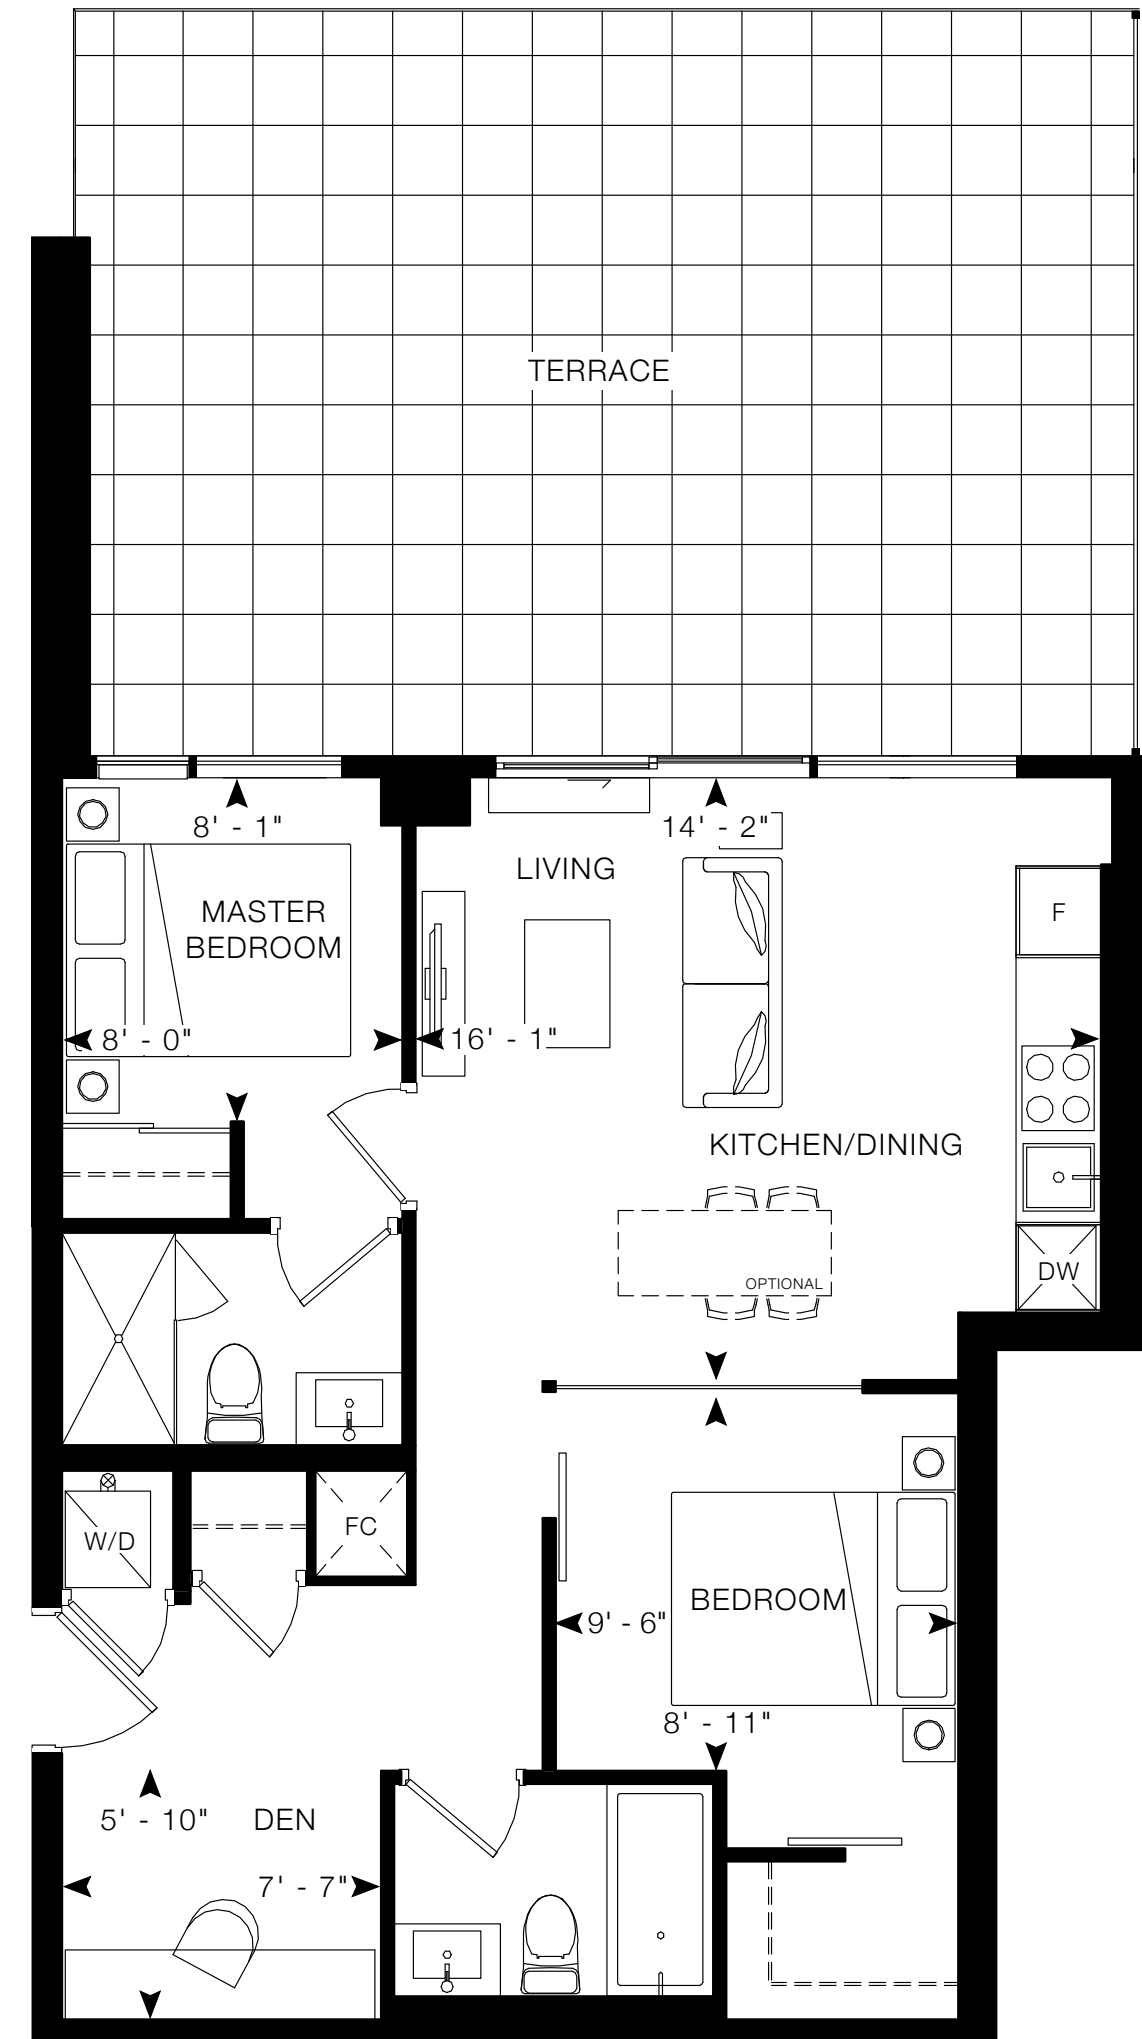 TERRACE
8' - 1"
14' - 2"
LIVING
MASTER
BEDROOM
F
8' - 0"
16' - 1"
KITCHEN/DINING
DW
OPTIONAL
W/D
FC
BEDROOM
9' - 6"
8' - 11"
5' - 10"
DEN
7' - 7"